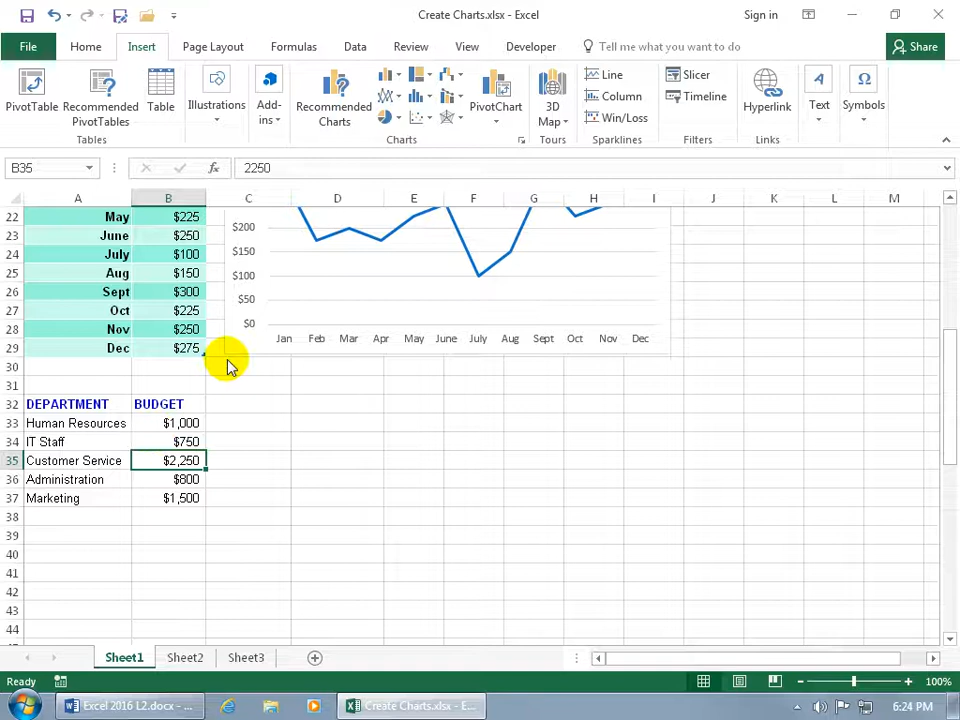 Create Charts.xlsx - Excel
Sign in
File Home Insert Page Layout Formulas Data Review View Developer Tell me what you want to do Share
PivotTable Recommended PivotTables Table
Tables
Illustrations
Add-ins
Recommended Charts
PivotChart
Charts
3D Map
Tours
Line
Column
Win/Loss
Sparklines
Slicer
Timeline
Filters
Hyperlink
Links
Text
Symbols
B35 fx 2250
A B C D E F G H I J K L M
22 May $225
23 June $250
24 July $100
25 Aug $150
26 Sept $300
27 Oct $225
28 Nov $250
29 Dec $275
30
31
32 DEPARTMENT BUDGET
33 Human Resources $1,000
34 IT Staff $750
35 Customer Service $2,250
36 Administration $800
37 Marketing $1,500
38
39
40
41
42
43
44
$200
$150
$100
$50
$0
Jan Feb Mar Apr May June July Aug Sept Oct Nov Dec
Sheet1 Sheet2 Sheet3
Ready
100%
Excel 2016 L2.docx - ...
Create Charts.xlsx - E...
6:24 PM